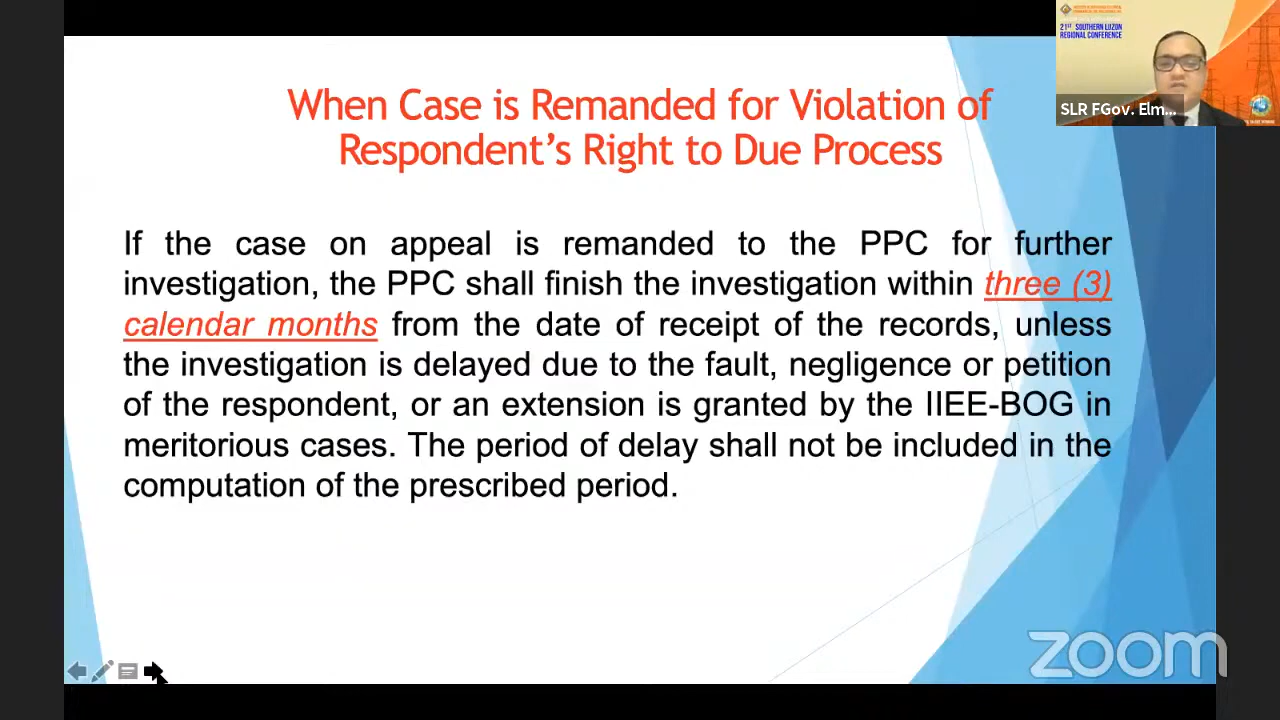 21ST SOUTHERN LUZON
REGIONAL CONFERENCE
SLR FGov. Elm...
When Case is Remanded for Violation of
Respondent's Right to Due Process
If the case on appeal is remanded to the PPC for further
investigation, the PPC shall finish the investigation within three (3)
calendar months from the date of receipt of the records, unless
the investigation is delayed due to the fault, negligence or petition
of the respondent, or an extension is granted by the IIEE-BOG in
meritorious cases. The period of delay shall not be included in the
computation of the prescribed period.
zoom